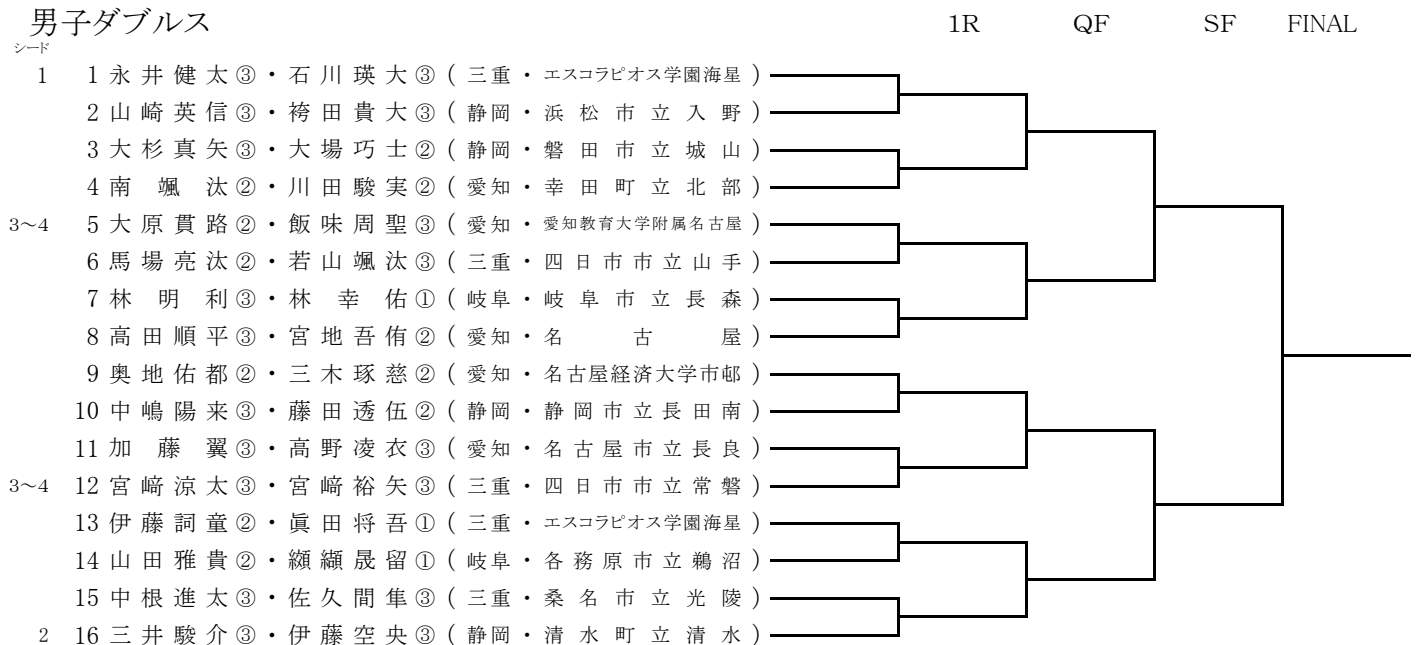 男子ダブルス 1R QF SF FINAL
シード
1 1 永井健太③・石川瑛大③(三重・エスコラピオス学園海星)
2 山崎英信③・袴田貴大③(静岡・浜松市立入野)
3 大杉真矢③・大場巧士②(静岡・磐田市立城山)
4 南颯汰②・川田駿実②(愛知・幸田町立北部)
3~4 5 大原貫路②・飯味周聖③(愛知・愛知教育大学附属名古屋)
6 馬場亮汰②・若山颯汰③(三重・四日市市立山手)
7 林明利③・林幸佑①(岐阜・岐阜市立長森)
8 高田順平③・宮地吾侑②(愛知・名古屋)
9 奥地佑都②・三木琢慈②(愛知・名古屋経済大学市邨)
10 中嶋陽来③・藤田透伍②(静岡・静岡市立長田南)
11 加藤翼③・高野凌衣③(愛知・名古屋市立長良)
3~4 12 宮﨑涼太③・宮﨑裕矢③(三重・四日市市立常磐)
13 伊藤詞童②・眞田将吾①(三重・エスコラピオス学園海星)
14 山田雅貴②・纐纈晟留①(岐阜・各務原市立鵜沼)
15 中根進太③・佐久間隼③(三重・桑名市立光陵)
2 16 三井駿介③・伊藤空央③(静岡・清水町立清水)